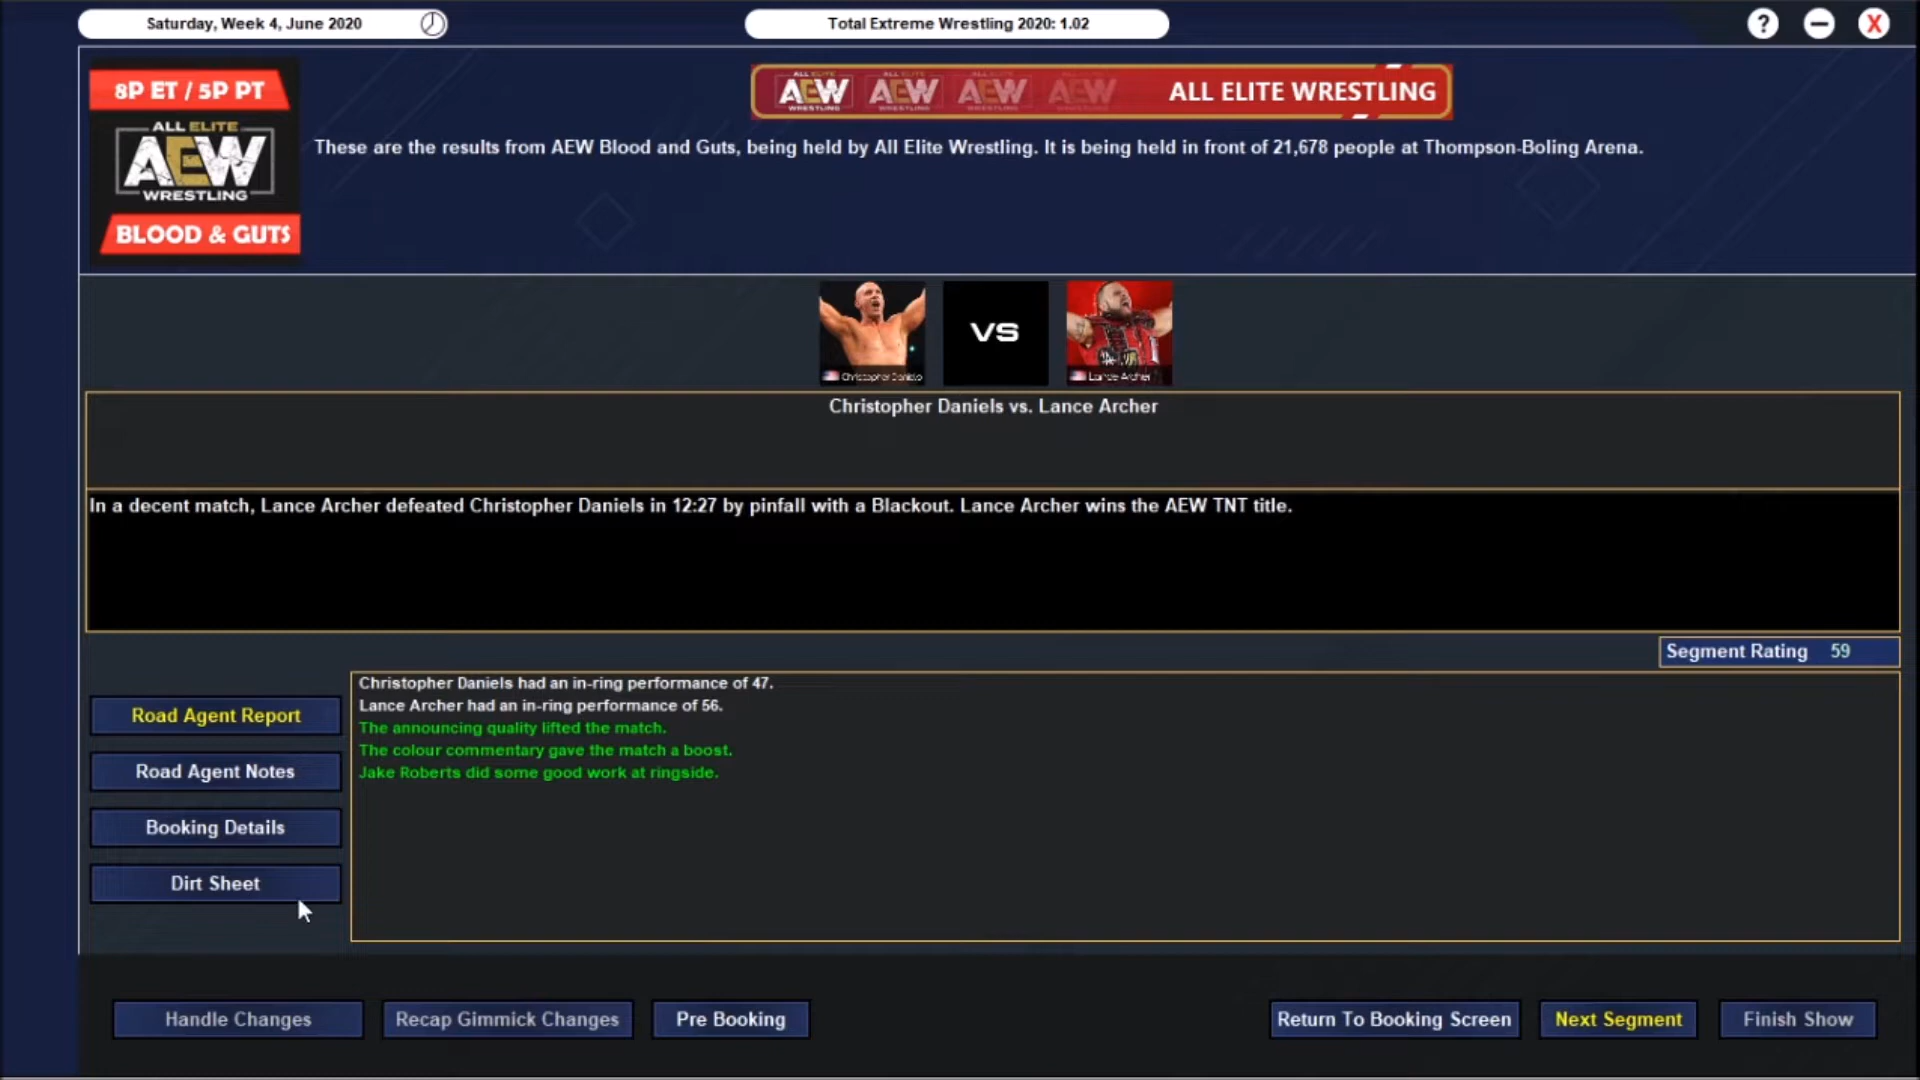 Saturday, Week 4, June 2020
Total Extreme Wrestling 2020: 1.02
?
X
8P ET / 5P PT
ALL ELITE
AEW
WRESTLING
BLOOD & GUTS
AEW
WRESTLING
AEW
AEW
AEW
ALL ELITE WRESTLING
These are the results from AEW Blood and Guts, being held by All Elite Wrestling. It is being held in front of 21,678 people at Thompson-Boling Arena.
Christopher Daniels
VS
Lance Archer
Christopher Daniels vs. Lance Archer
In a decent match, Lance Archer defeated Christopher Daniels in 12:27 by pinfall with a Blackout. Lance Archer wins the AEW TNT title.
Segment Rating 59
Road Agent Report
Road Agent Notes
Booking Details
Dirt Sheet
Christopher Daniels had an in-ring performance of 47.
Lance Archer had an in-ring performance of 56.
The announcing quality lifted the match.
The colour commentary gave the match a boost.
Jake Roberts did some good work at ringside.
Handle Changes
Recap Gimmick Changes
Pre Booking
Return To Booking Screen
Next Segment
Finish Show